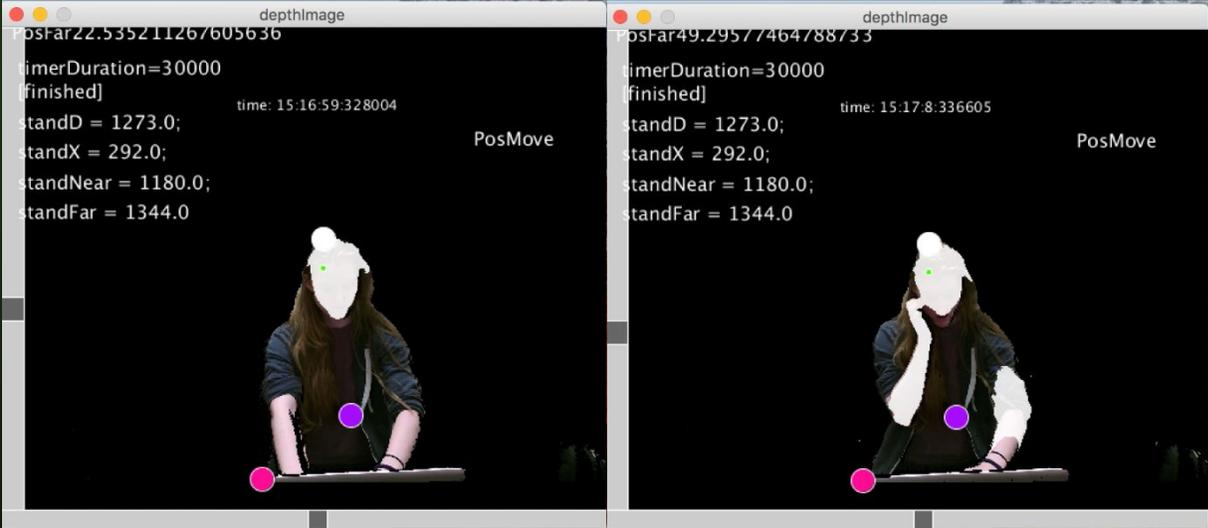 depthImage
PosFar22.535211267605636
timerDuration=30000
[finished]
time: 15:16:59:328004
standD = 1273.0;
PosMove
standX = 292.0;
standNear = 1180.0;
standFar = 1344.0
depthImage
PosFar49.29577464788733
timerDuration=30000
[finished]
time: 15:17:8:336605
standD = 1273.0;
PosMove
standX = 292.0;
standNear = 1180.0;
standFar = 1344.0